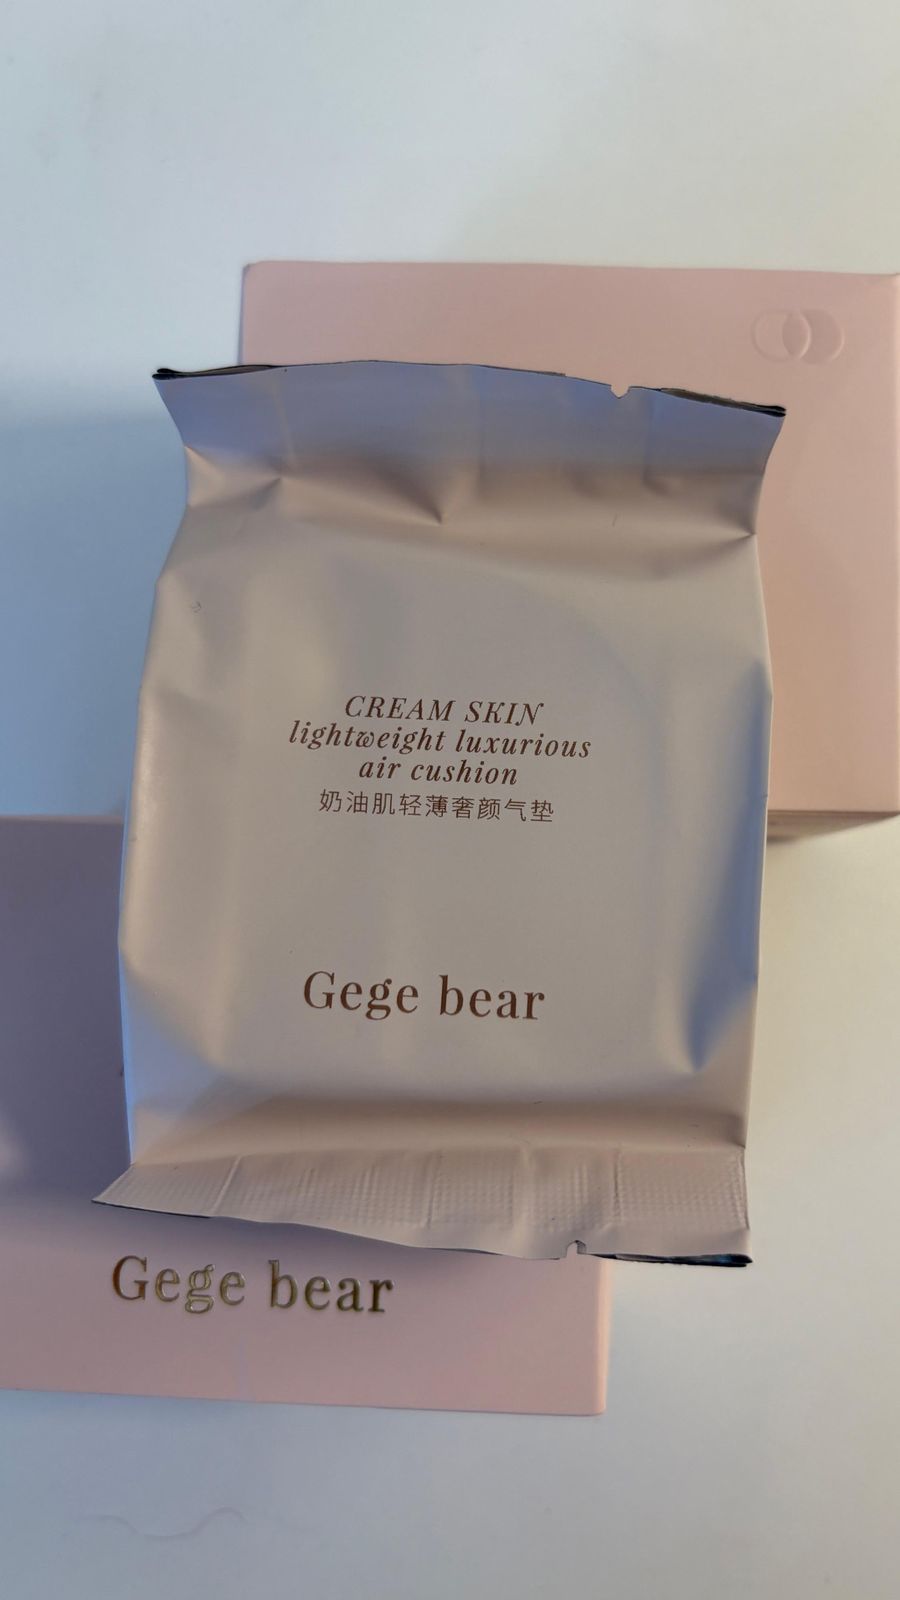 CREAM SKIN
lightweight luxurious
air cushion
奶油肌轻薄奢颜气垫
Gege bear
Gege bear